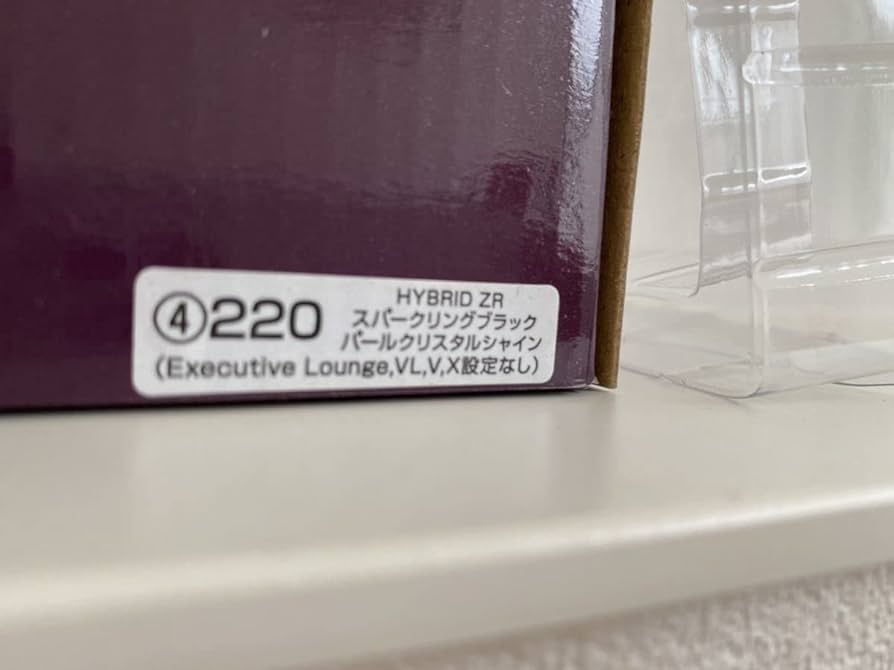 ④220
HYBRID ZR
スパークリングブラック
パールクリスタルシャイン
(Executive Lounge,VL,V,X設定なし)